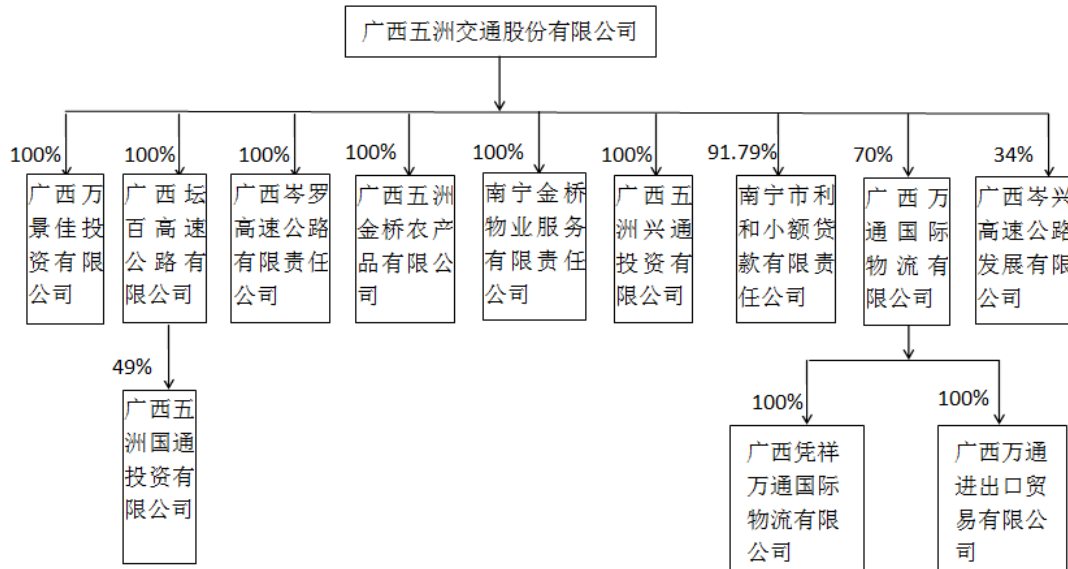 广西五洲交通股份有限公司
100%
100%
100%
100%
100%
100%
91.79%
70%
34%
广西万
景佳投
资有限
公司
广西坛
百高速
公路有
限公司
广西岑罗
高速公路
有限责任
公司
广西五洲
金桥农产
品有限公
司
南宁金桥
物业服务
有限责任
公司
广西五
洲兴通
投资有
限公司
南宁市利
和小额贷
款有限责
任公司
广西万
通国际
物流有
限公司
广西岑兴
高速公路
发展有限
公司
49%
广西五
洲国通
投资有
限公司
100%
100%
广西凭祥
万通国际
物流有限
公司
广西万通
进出口贸
易有限公
司